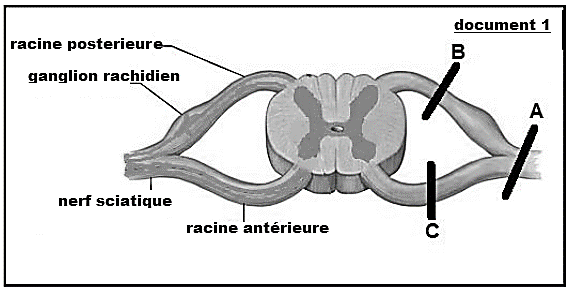 document 1
racine posterieure
ganglion rachidien
B
A
nerf sciatique
racine antérieure
C